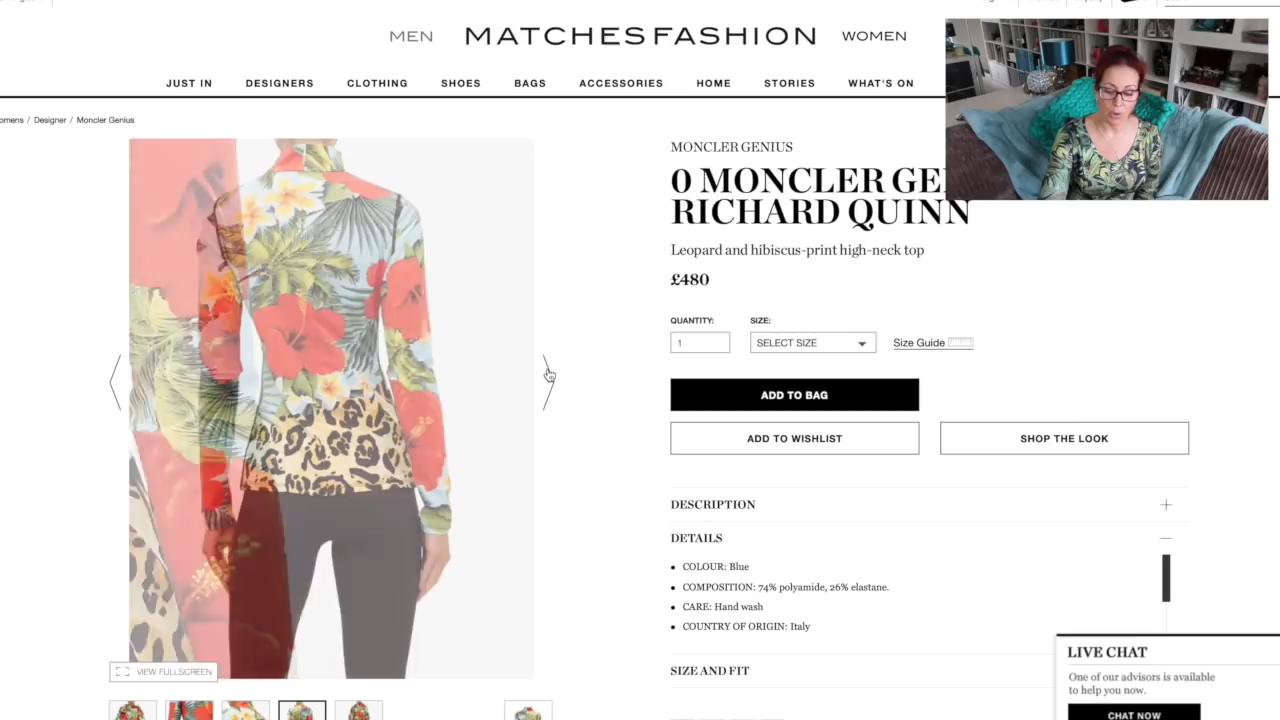 MEN
MATCHESFASHION
WOMEN
JUST IN
DESIGNERS
CLOTHING
SHOES
BAGS
ACCESSORIES
HOME
STORIES
WHAT'S ON
/ Designer / Moncler Genius
MONCLER GENIUS
0 MONCLER GE
RICHARD QUINN
Leopard and hibiscus-print high-neck top
£480
QUANTITY:
SIZE:
1
SELECT SIZE
Size Guide
ADD TO BAG
ADD TO WISHLIST
SHOP THE LOOK
DESCRIPTION
DETAILS
• COLOUR: Blue
• COMPOSITION: 74% polyamide, 26% elastane.
• CARE: Hand wash
• COUNTRY OF ORIGIN: Italy
SIZE AND FIT
VIEW FULLSCREEN
LIVE CHAT
One of our advisors is available
to help you now.
CHAT NOW